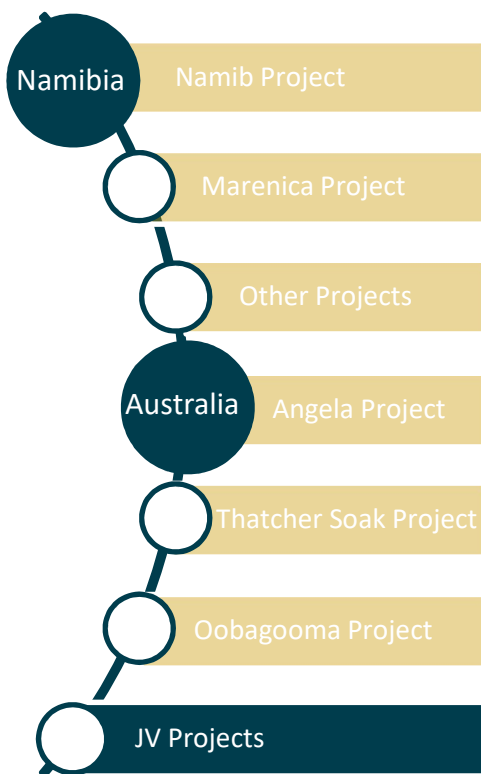 Namibia
Namib Project
Marenica Project
Other Projects
Australia
Angela Project
Thatcher Soak Project
Oobagooma Project
JV Projects